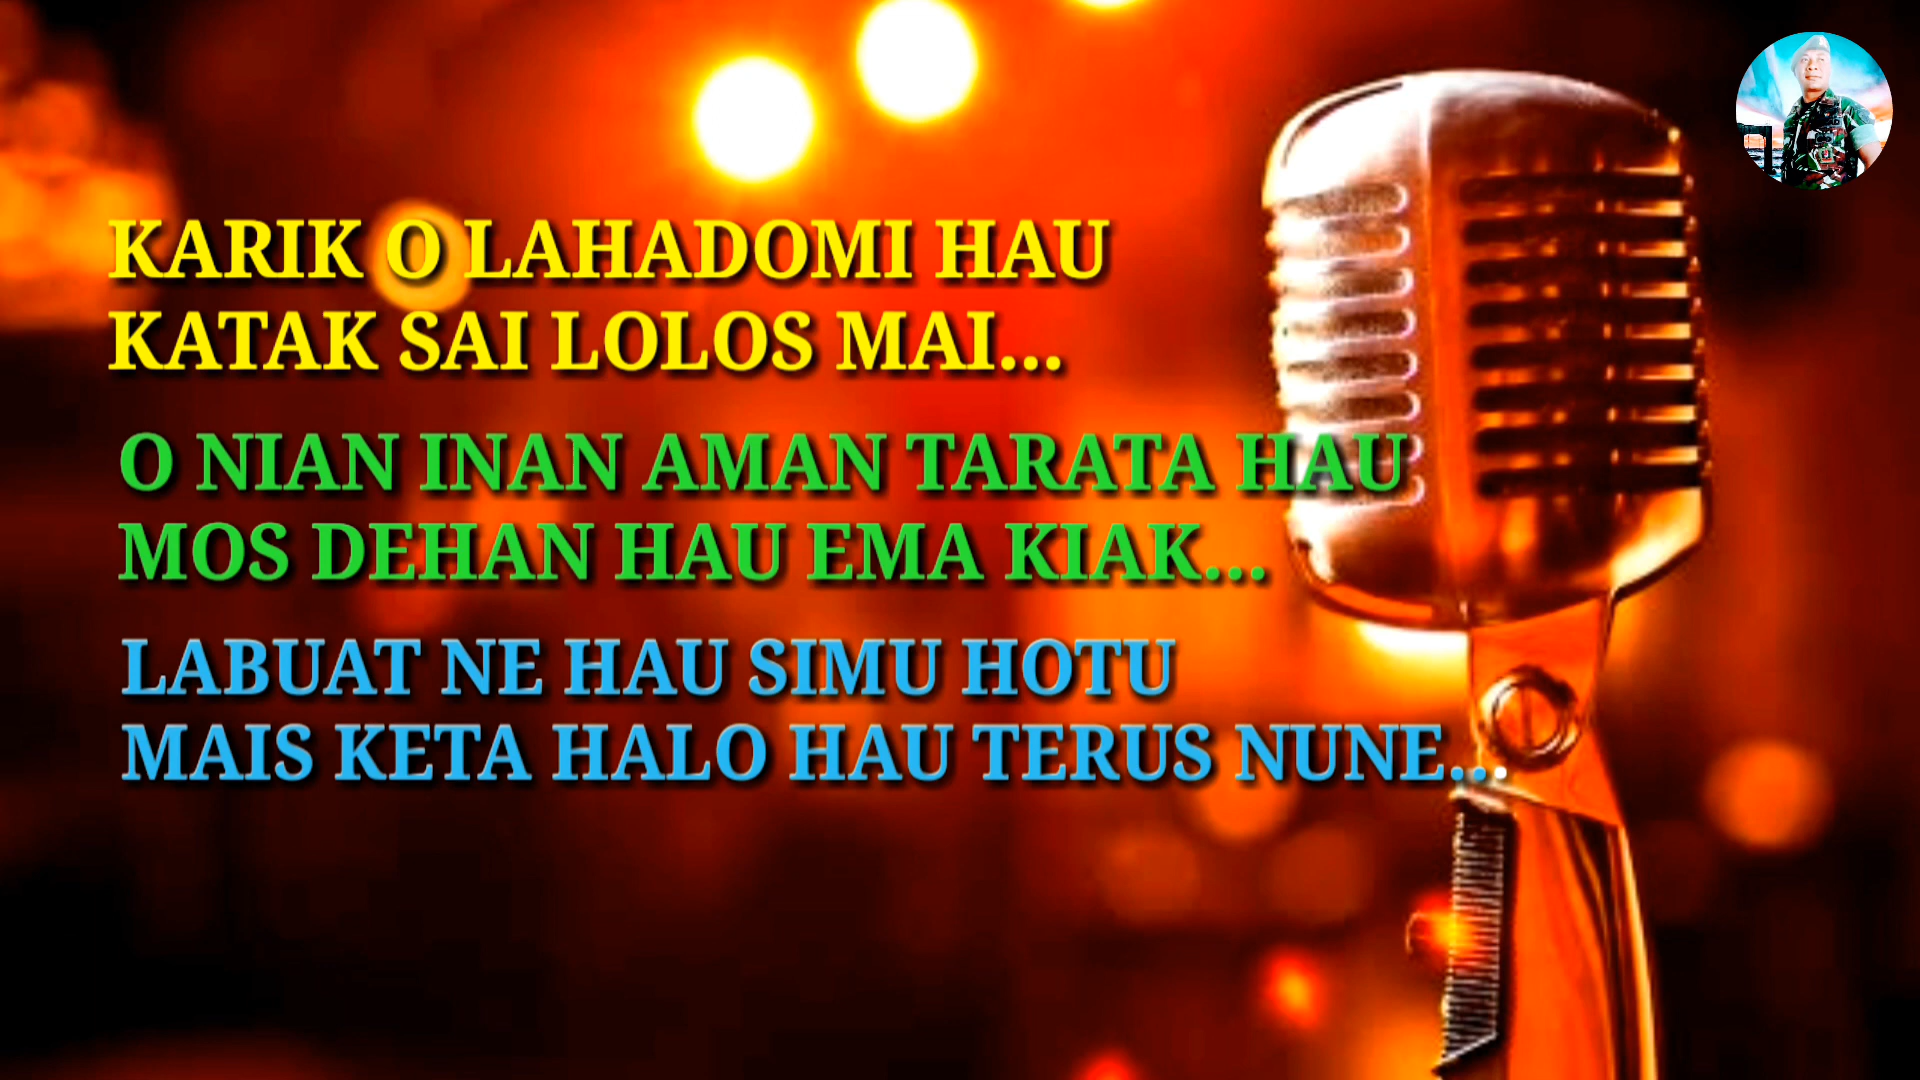 KARIK O LAHADOMI HAU
KATAK SAI LOLOS MAI...
O NIAN INAN AMAN TARATA HAU
MOS DEHAN HAU EMA KIAK...
LABUAT NE HAU SIMU HOTU
MAIS KETA HALO HAU TERUS NUNE...